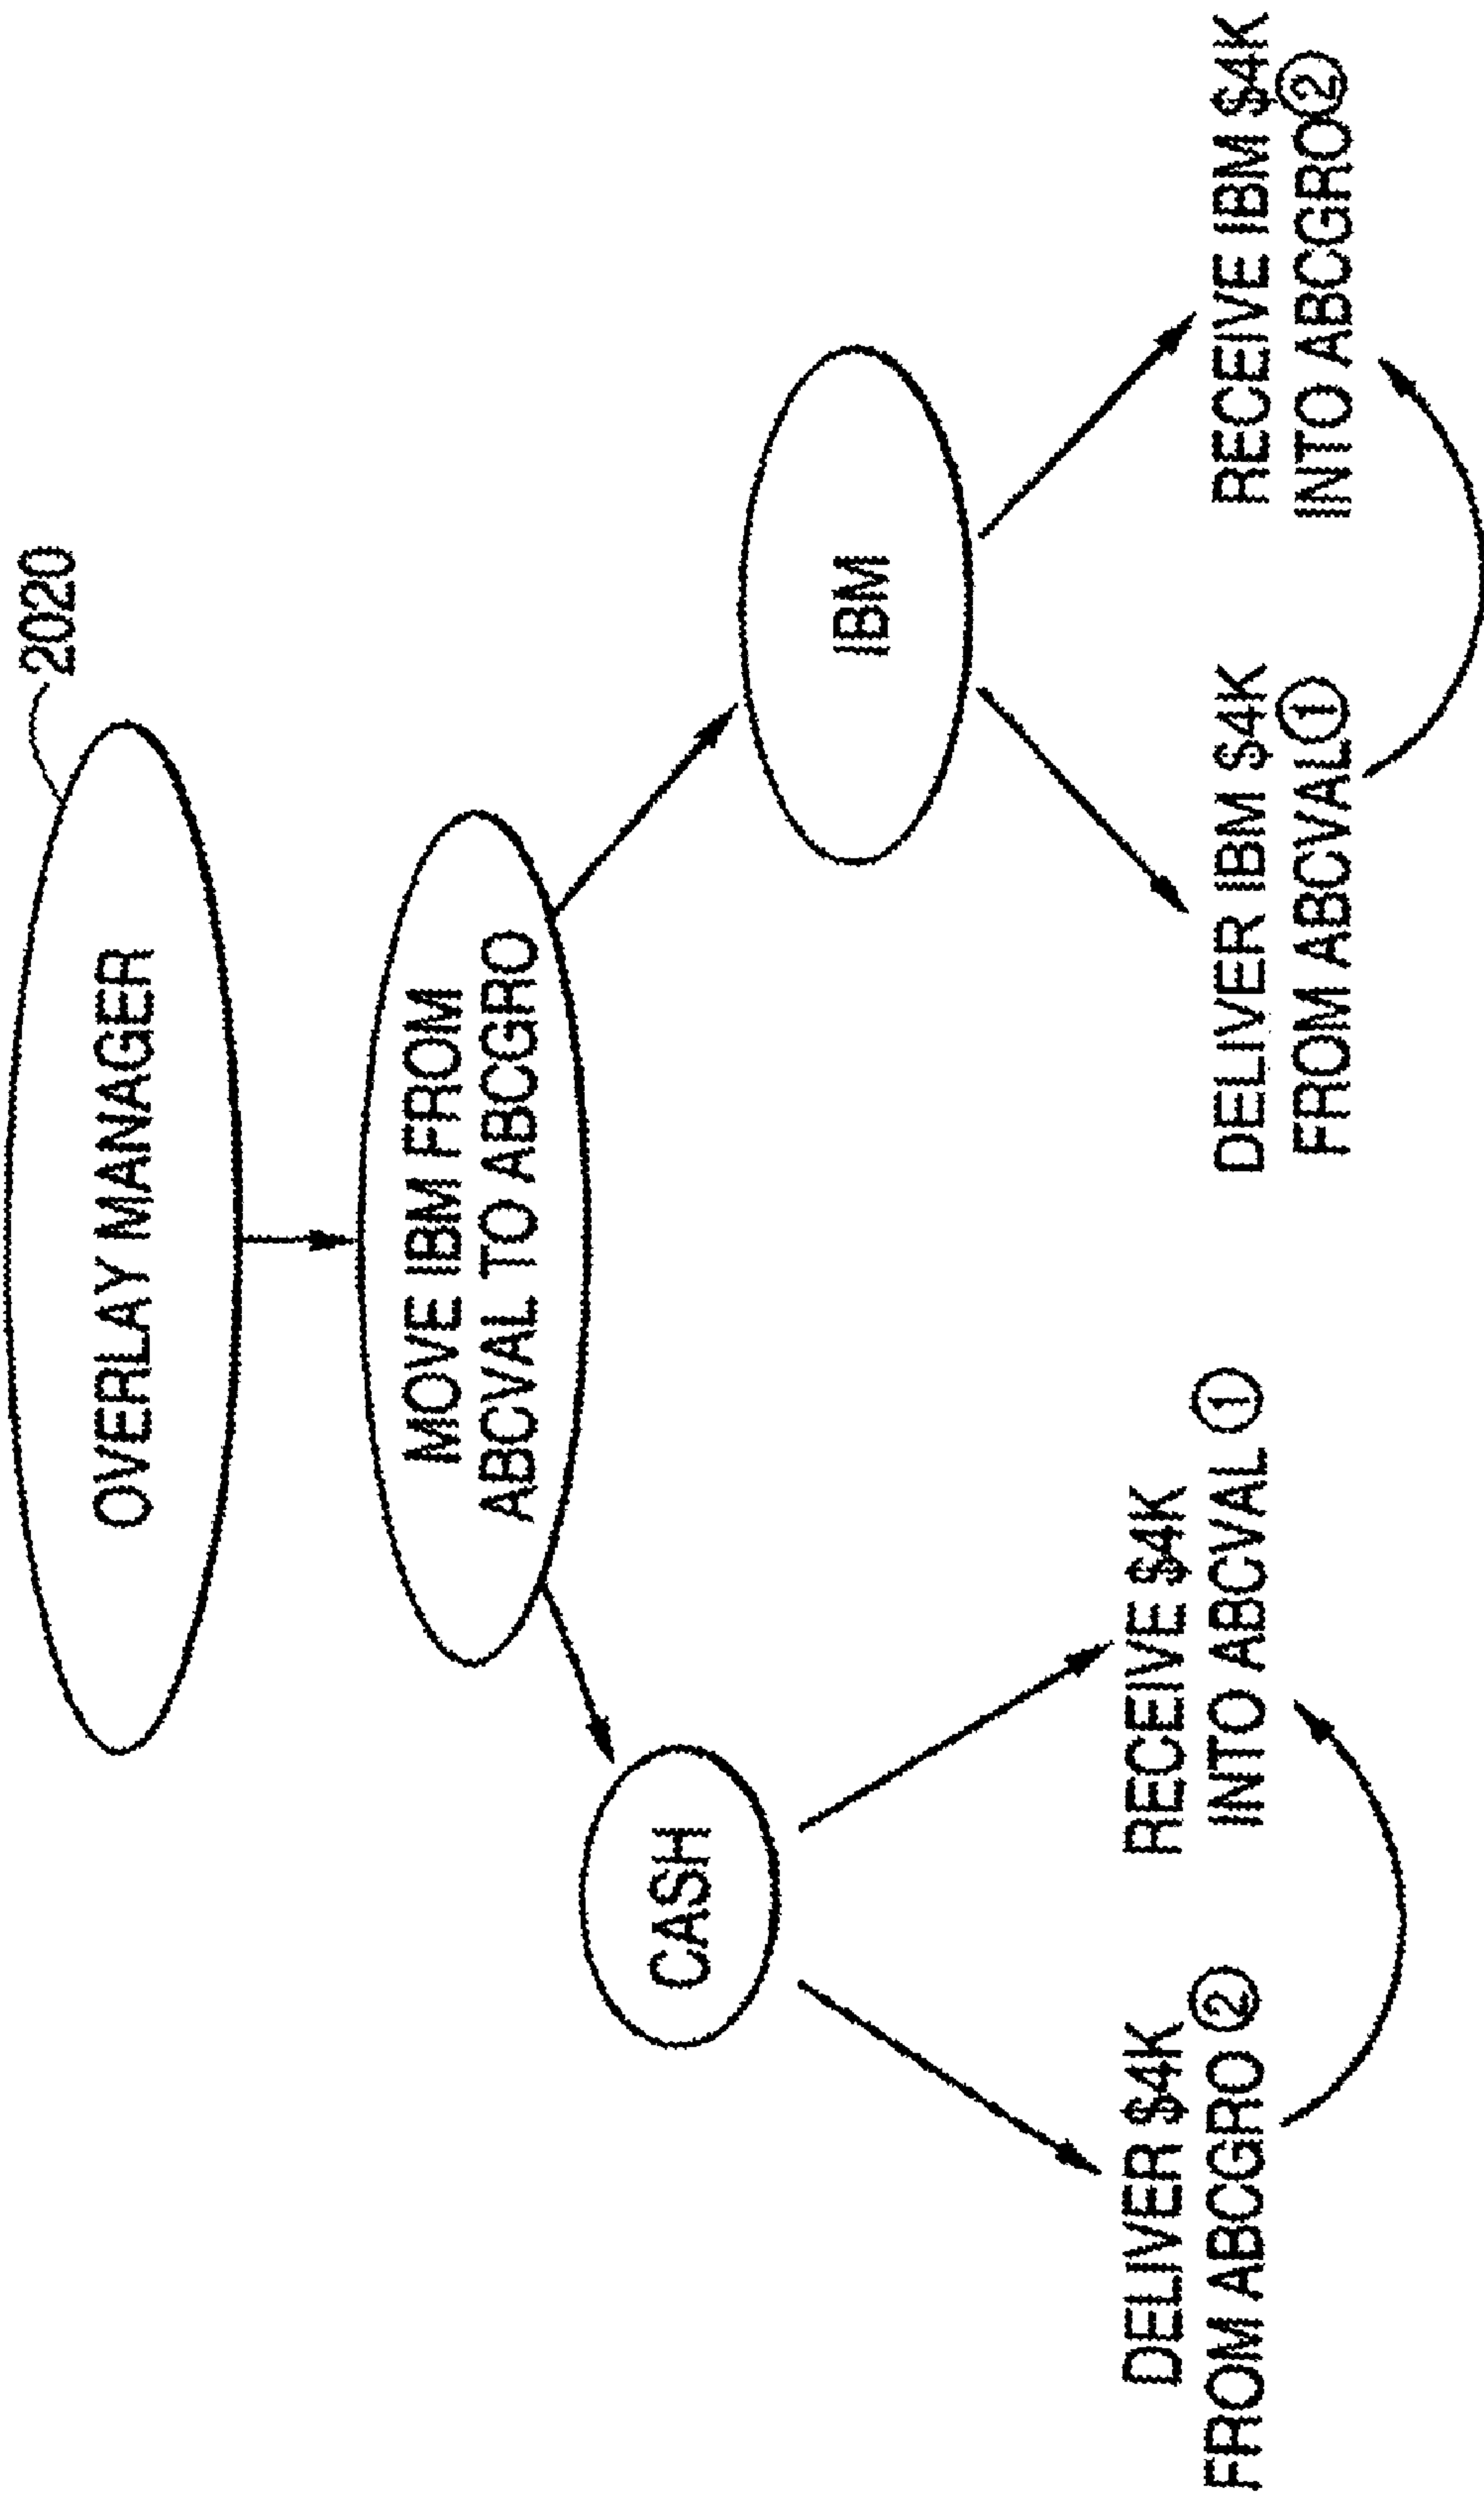 2020
OVERLAY MANAGER
MOVE IBM FROM
ABCVAL TO ABCGRO
CASH
IBM
DELIVER $4K
FROM ABCGRO ②
RECEIVE $4K
INTO ABCVAL ①
DELIVER IBM $4K
FROM ABCVAL ①
RECEIVE IBM $4K
INTO ABCGRO ②